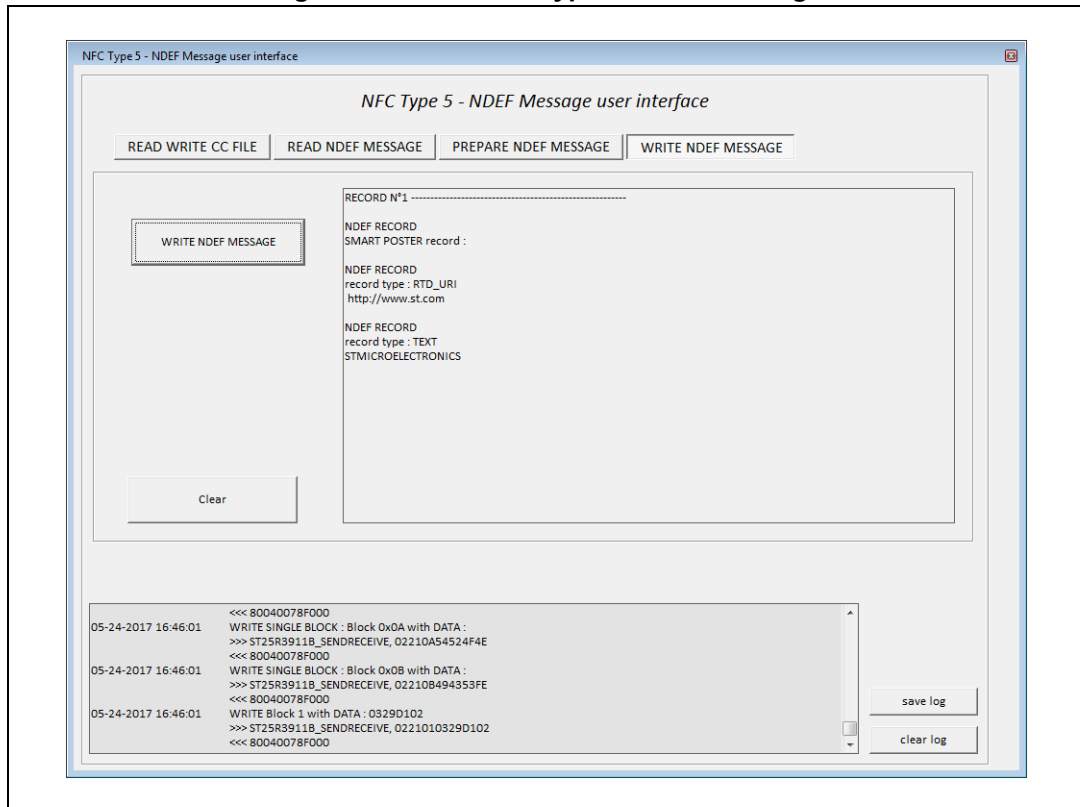 NFC Type 5 - NDEF Message user interface
NFC Type 5 - NDEF Message user interface
READ WRITE CC FILE READ NDEF MESSAGE PREPARE NDEF MESSAGE WRITE NDEF MESSAGE
WRITE NDEF MESSAGE
RECORD N°1 --------------------------------------------------------
NDEF RECORD
SMART POSTER record :
NDEF RECORD
record type : RTD_URI
http://www.st.com
NDEF RECORD
record type : TEXT
STMICROELECTRONICS
Clear
<<< 80040078F000
05-24-2017 16:46:01 WRITE SINGLE BLOCK : Block 0x0A with DATA :
>>> ST25R3911B_SENDRECEIVE, 02210A54524F4E
<<< 80040078F000
05-24-2017 16:46:01 WRITE SINGLE BLOCK : Block 0x0B with DATA :
>>> ST25R3911B_SENDRECEIVE, 02210B494353FE
<<< 80040078F000
05-24-2017 16:46:01 WRITE Block 1 with DATA : 0329D102
>>> ST25R3911B_SENDRECEIVE, 0221010329D102
<<< 80040078F000
save log
clear log